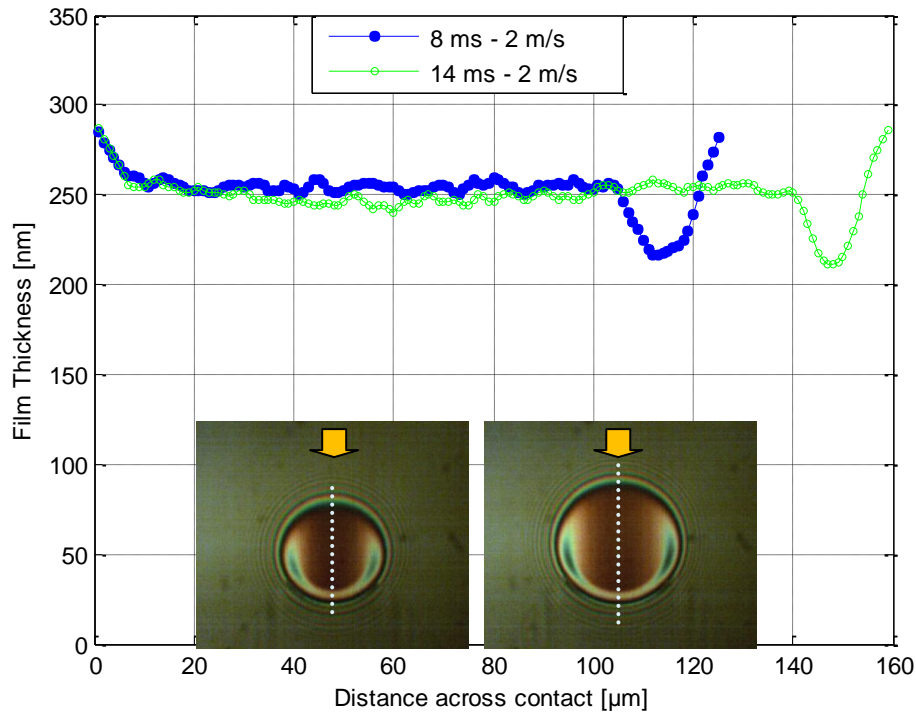 8 ms - 2 m/s
14 ms - 2 m/s
350
300
250
200
150
100
50
0
Film Thickness [nm]
0 20 40 60 80 100 120 140 160
Distance across contact [µm]